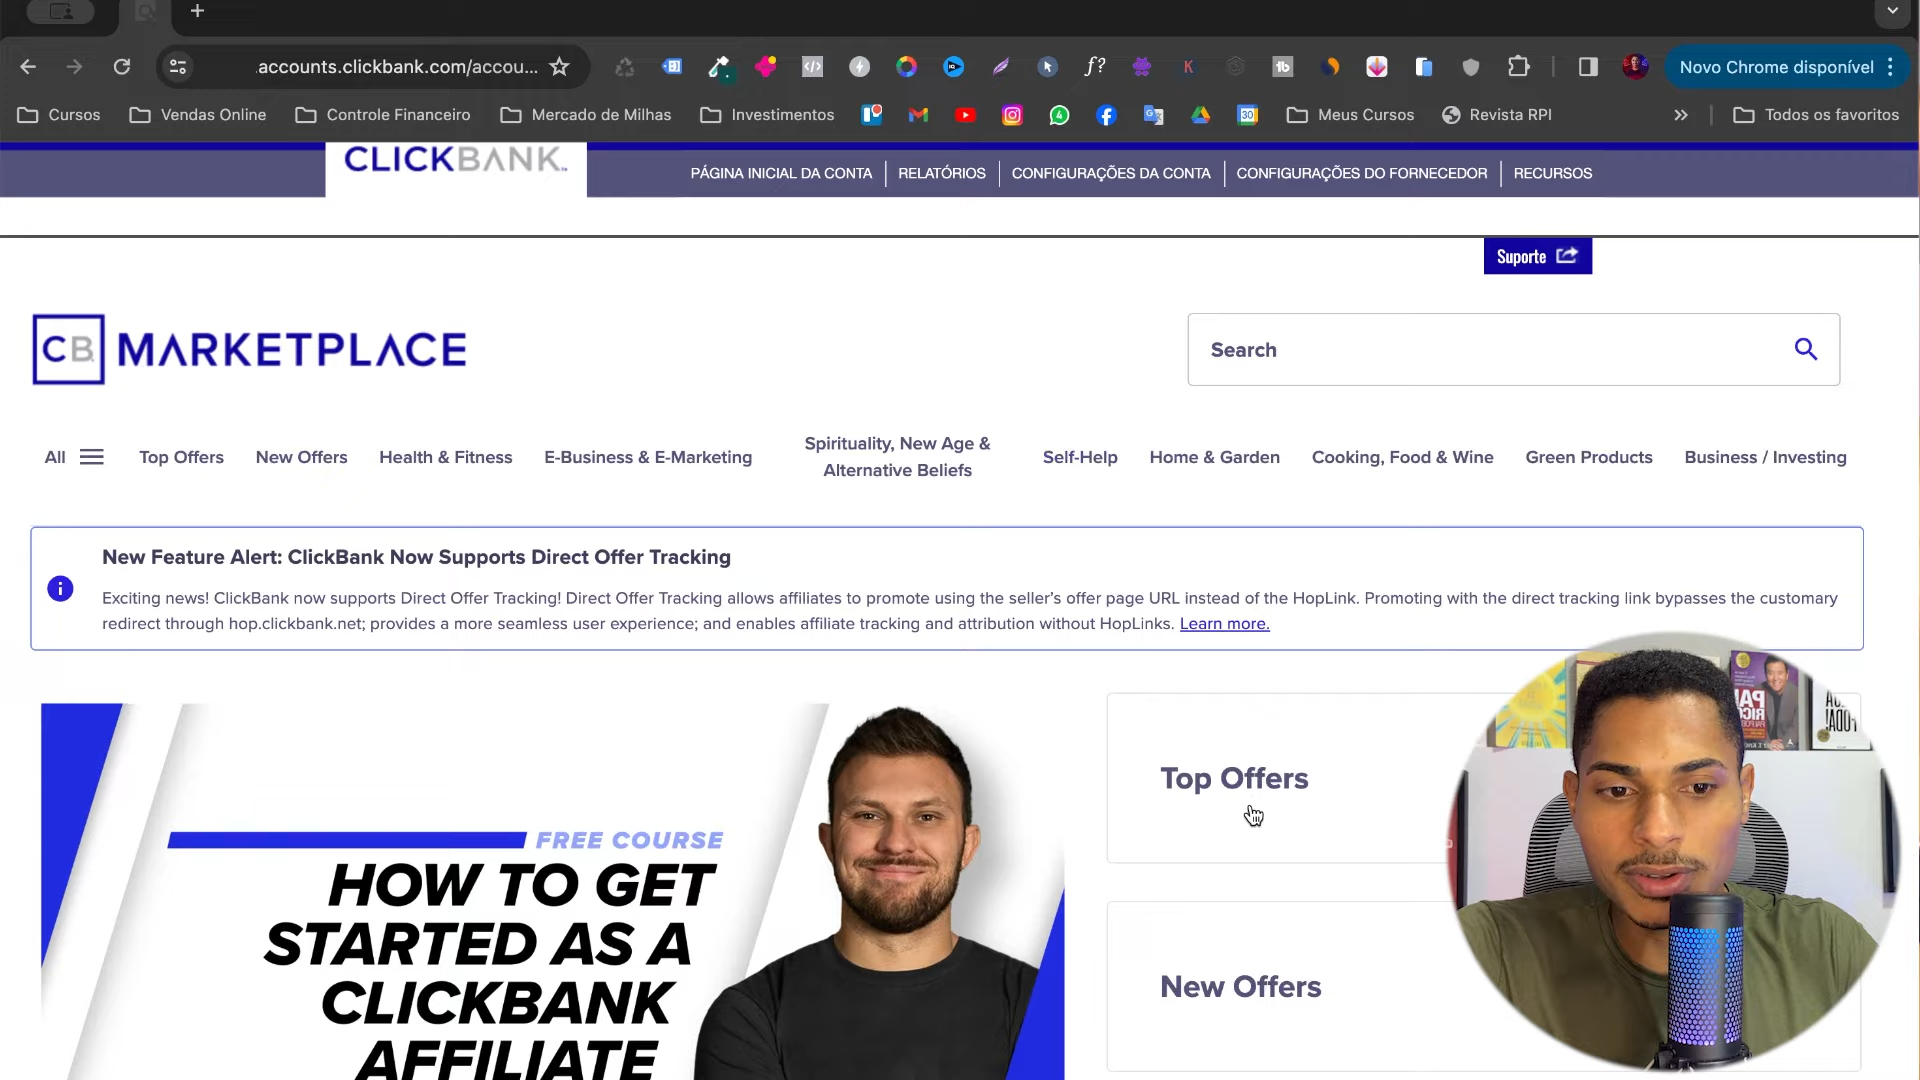 accounts.clickbank.com/accou...
Novo Chrome disponível
Cursos
Vendas Online
Controle Financeiro
Mercado de Milhas
Investimentos
Meus Cursos
Revista RPI
Todos os favoritos
CLICKBANK
PÁGINA INICIAL DA CONTA
RELATÓRIOS
CONFIGURAÇÕES DA CONTA
CONFIGURAÇÕES DO FORNECEDOR
RECURSOS
Suporte
CB MARKETPLACE
Search
All
Top Offers
New Offers
Health & Fitness
E-Business & E-Marketing
Spirituality, New Age &
Alternative Beliefs
Self-Help
Home & Garden
Cooking, Food & Wine
Green Products
Business / Investing
New Feature Alert: ClickBank Now Supports Direct Offer Tracking
Exciting news! ClickBank now supports Direct Offer Tracking! Direct Offer Tracking allows affiliates to promote using the seller's offer page URL instead of the HopLink. Promoting with the direct tracking link bypasses the customary
redirect through hop.clickbank.net; provides a more seamless user experience; and enables affiliate tracking and attribution without HopLinks. Learn more.
FREE COURSE
HOW TO GET
STARTED AS A
CLICKBANK
AFFILIATE
Top Offers
New Offers